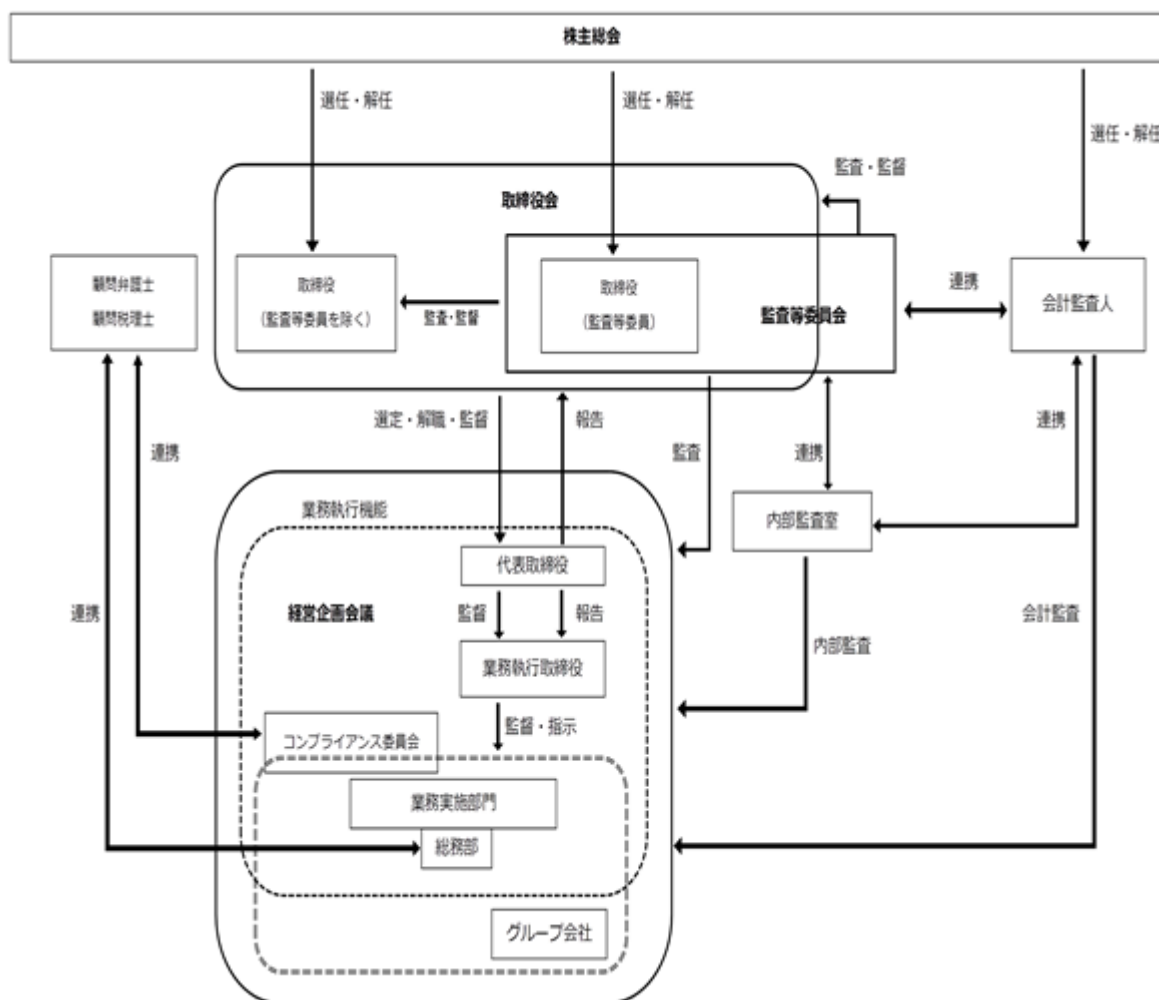 株主総会
選任・解任
選任・解任
選任・解任
監査・監督
取締役会
顧問弁護士
顧問税理士
取締役
（監査等委員を除く）
監査・監督
取締役
（監査等委員）
監査等委員会
連携
会計監査人
選定・解職・監督
報告
監査
連携
連携
連携
業務執行機能
内部監査室
代表取締役
連携
経営企画会議
監督
報告
会計監査
内部監査
業務執行取締役
監督・指示
コンプライアンス委員会
業務実施部門
総務部
グループ会社